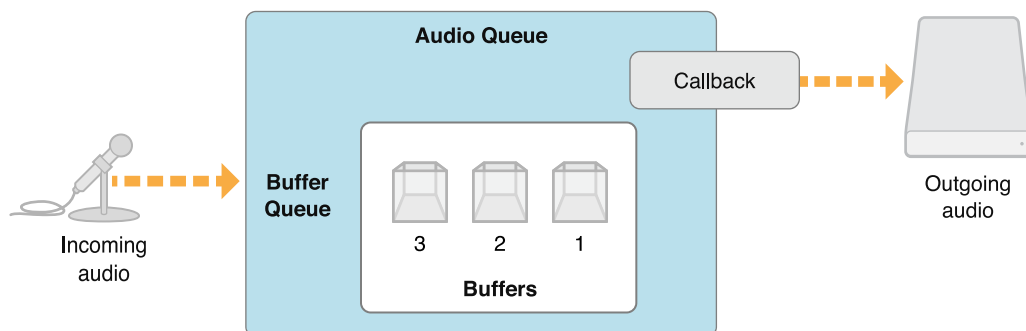 Audio Queue
Callback
Incoming
audio
Buffer
Queue
3 2 1
Buffers
Outgoing
audio